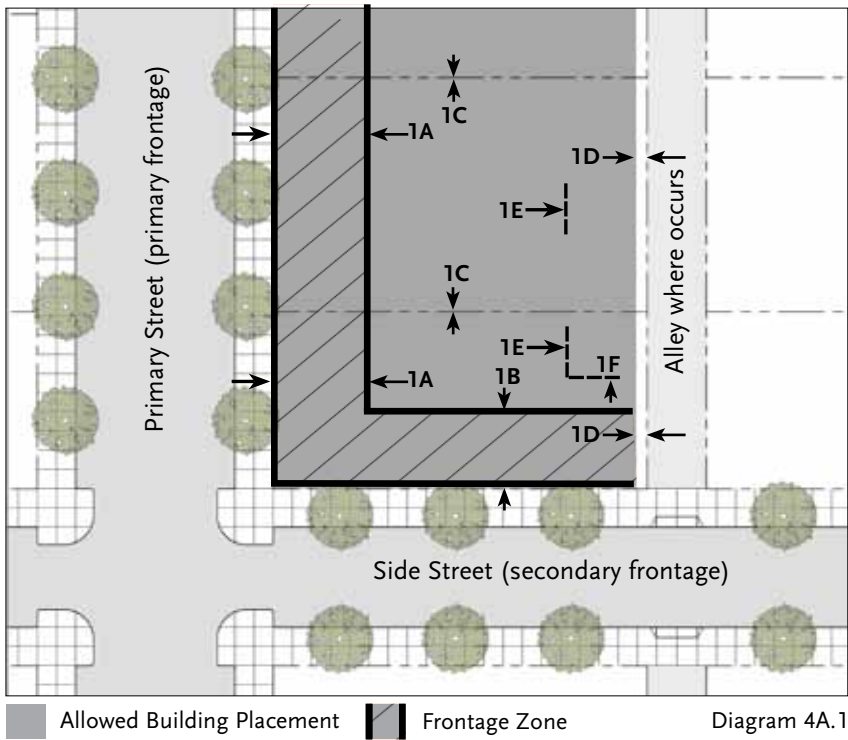 1C
1A
1D
Primary Street (primary frontage)
Alley where occurs
1E
1C
1E
1F
1B
1A
1D
Side Street (secondary frontage)
Allowed Building Placement
Frontage Zone
Diagram 4A.1